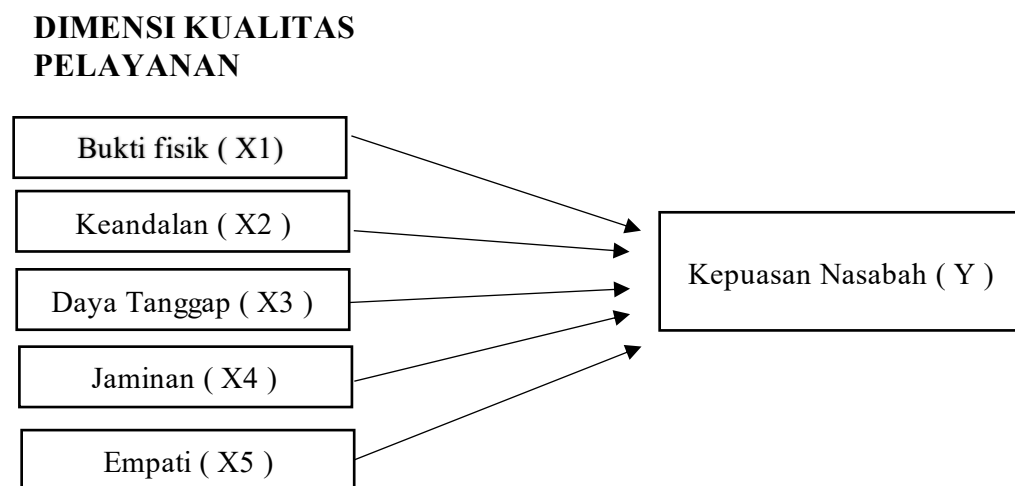 DIMENSI KUALITAS
PELAYANAN
Bukti fisik ( X1)
Keandalan ( X2 )
Daya Tanggap ( X3 )
Jaminan ( X4 )
Empati ( X5 )
Kepuasan Nasabah ( Y )